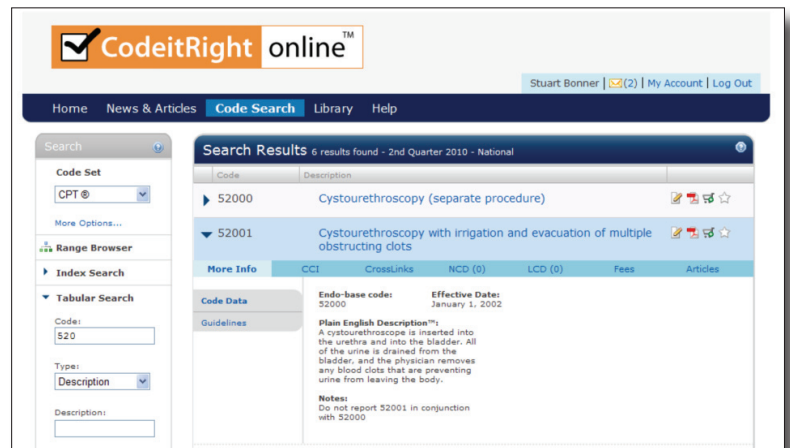 CodeitRight online™
Stuart Bonner | (2) | My Account | Log Out
Home News & Articles Code Search Library Help
Search
Code Set
CPT ®
More Options...
Range Browser
Index Search
Tabular Search
Code:
520
Type:
Description
Description:
Search Results 6 results found - 2nd Quarter 2010 - National
Code Description
52000 Cystourethroscopy (separate procedure)
52001 Cystourethroscopy with irrigation and evacuation of multiple
obstructing clots
More Info CCI CrossLinks NCD (0) LCD (0) Fees Articles
Code Data
Guidelines
Endo-base code: Effective Date:
52000 January 1, 2002
Plain English Description™:
A cystourethroscope is inserted into
the urethra and into the bladder. All
of the urine is drained from the
bladder, and the physician removes
any blood clots that are preventing
urine from leaving the body.
Notes:
Do not report 52001 in conjunction
with 52000